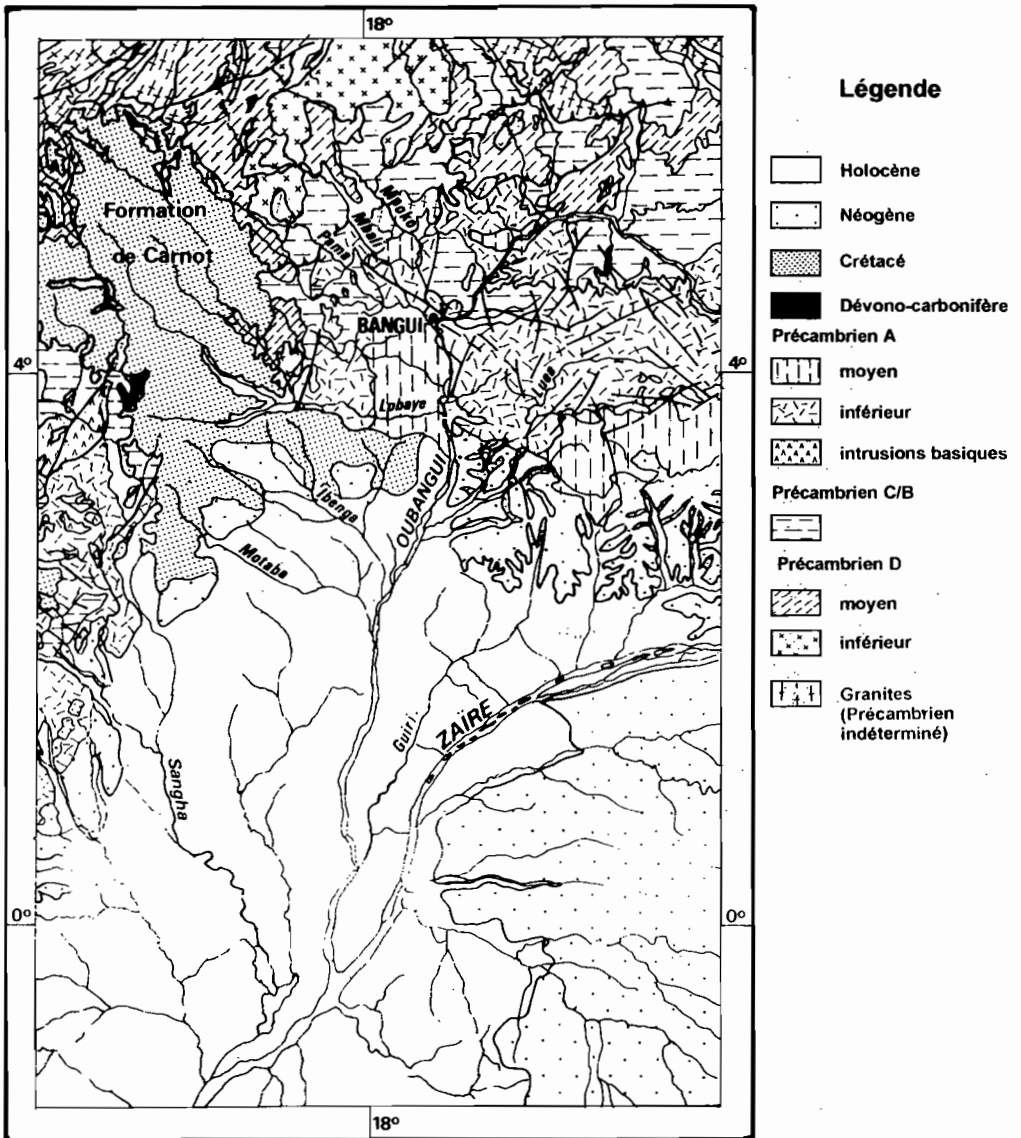 18°
Légende
Holocène
Néogène
Crétacé
Dévono-carbonifère
Précambrien A
moyen
inférieur
intrusions basiques
Précambrien C/B
Précambrien D
moyen
inférieur
Granites
(Précambrien
indéterminé)
Formation
de Carnot
Mpoko
Mbali
Pama
BANGUI
4°
4°
Lobaye
Lua
Ibenga
OUBANGUI
Motaba
ZAÏRE
Guiri
Sangha
0°
0°
18°